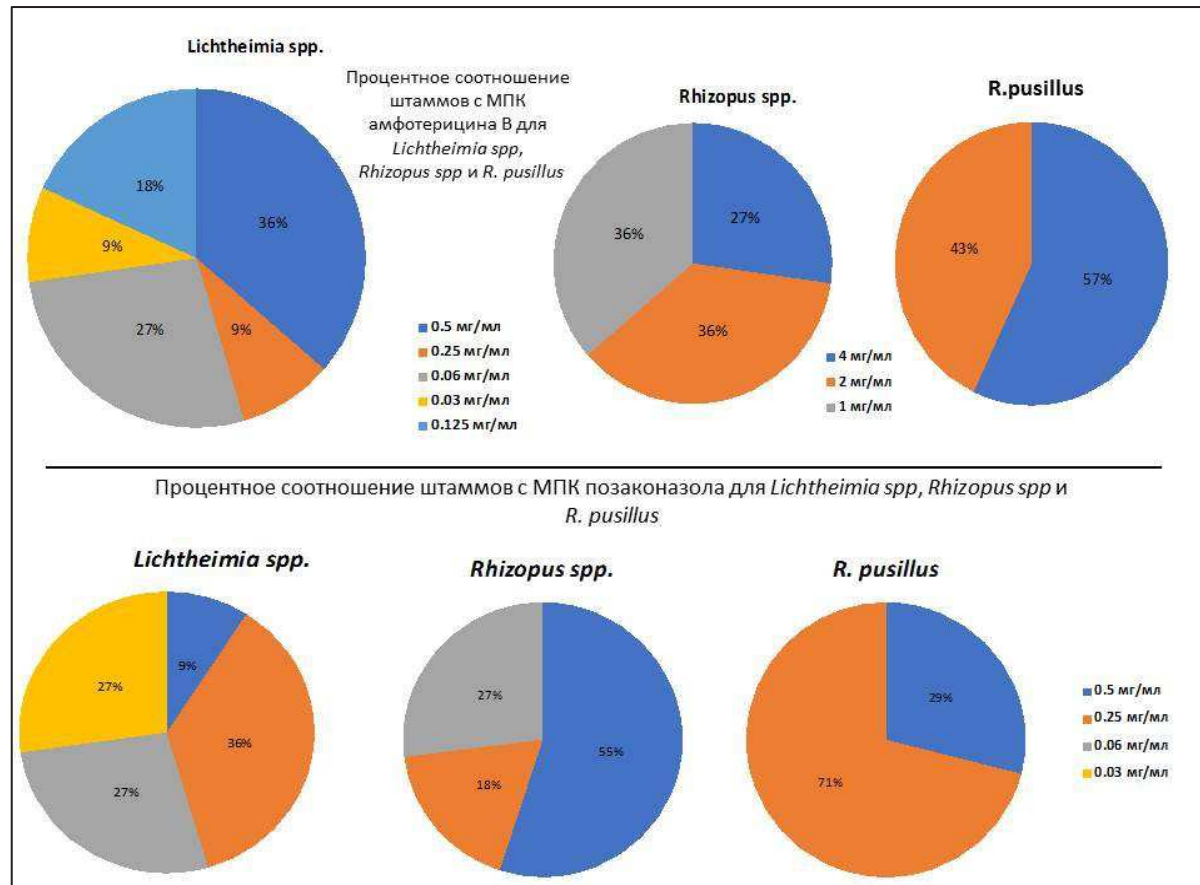 Lichtheimia spp.
Процентное соотношение
штаммов с МПК
амфотерицина В для
Lichtheimia spp,
Rhizopus spp и R. pusillus
18%
36%
9%
27%
9%
0.5 мг/мл
0.25 мг/мл
0.06 мг/мл
0.03 мг/мл
0.125 мг/мл
Rhizopus spp.
36%
27%
36%
4 мг/мл
2 мг/мл
1 мг/мл
R.pusillus
43%
57%
Процентное соотношение штаммов с МПК позаконазола для Lichtheimia spp, Rhizopus spp и
R. pusillus
Lichtheimia spp.
9%
27%
36%
27%
Rhizopus spp.
27%
55%
18%
R. pusillus
29%
71%
0.5 мг/мл
0.25 мг/мл
0.06 мг/мл
0.03 мг/мл